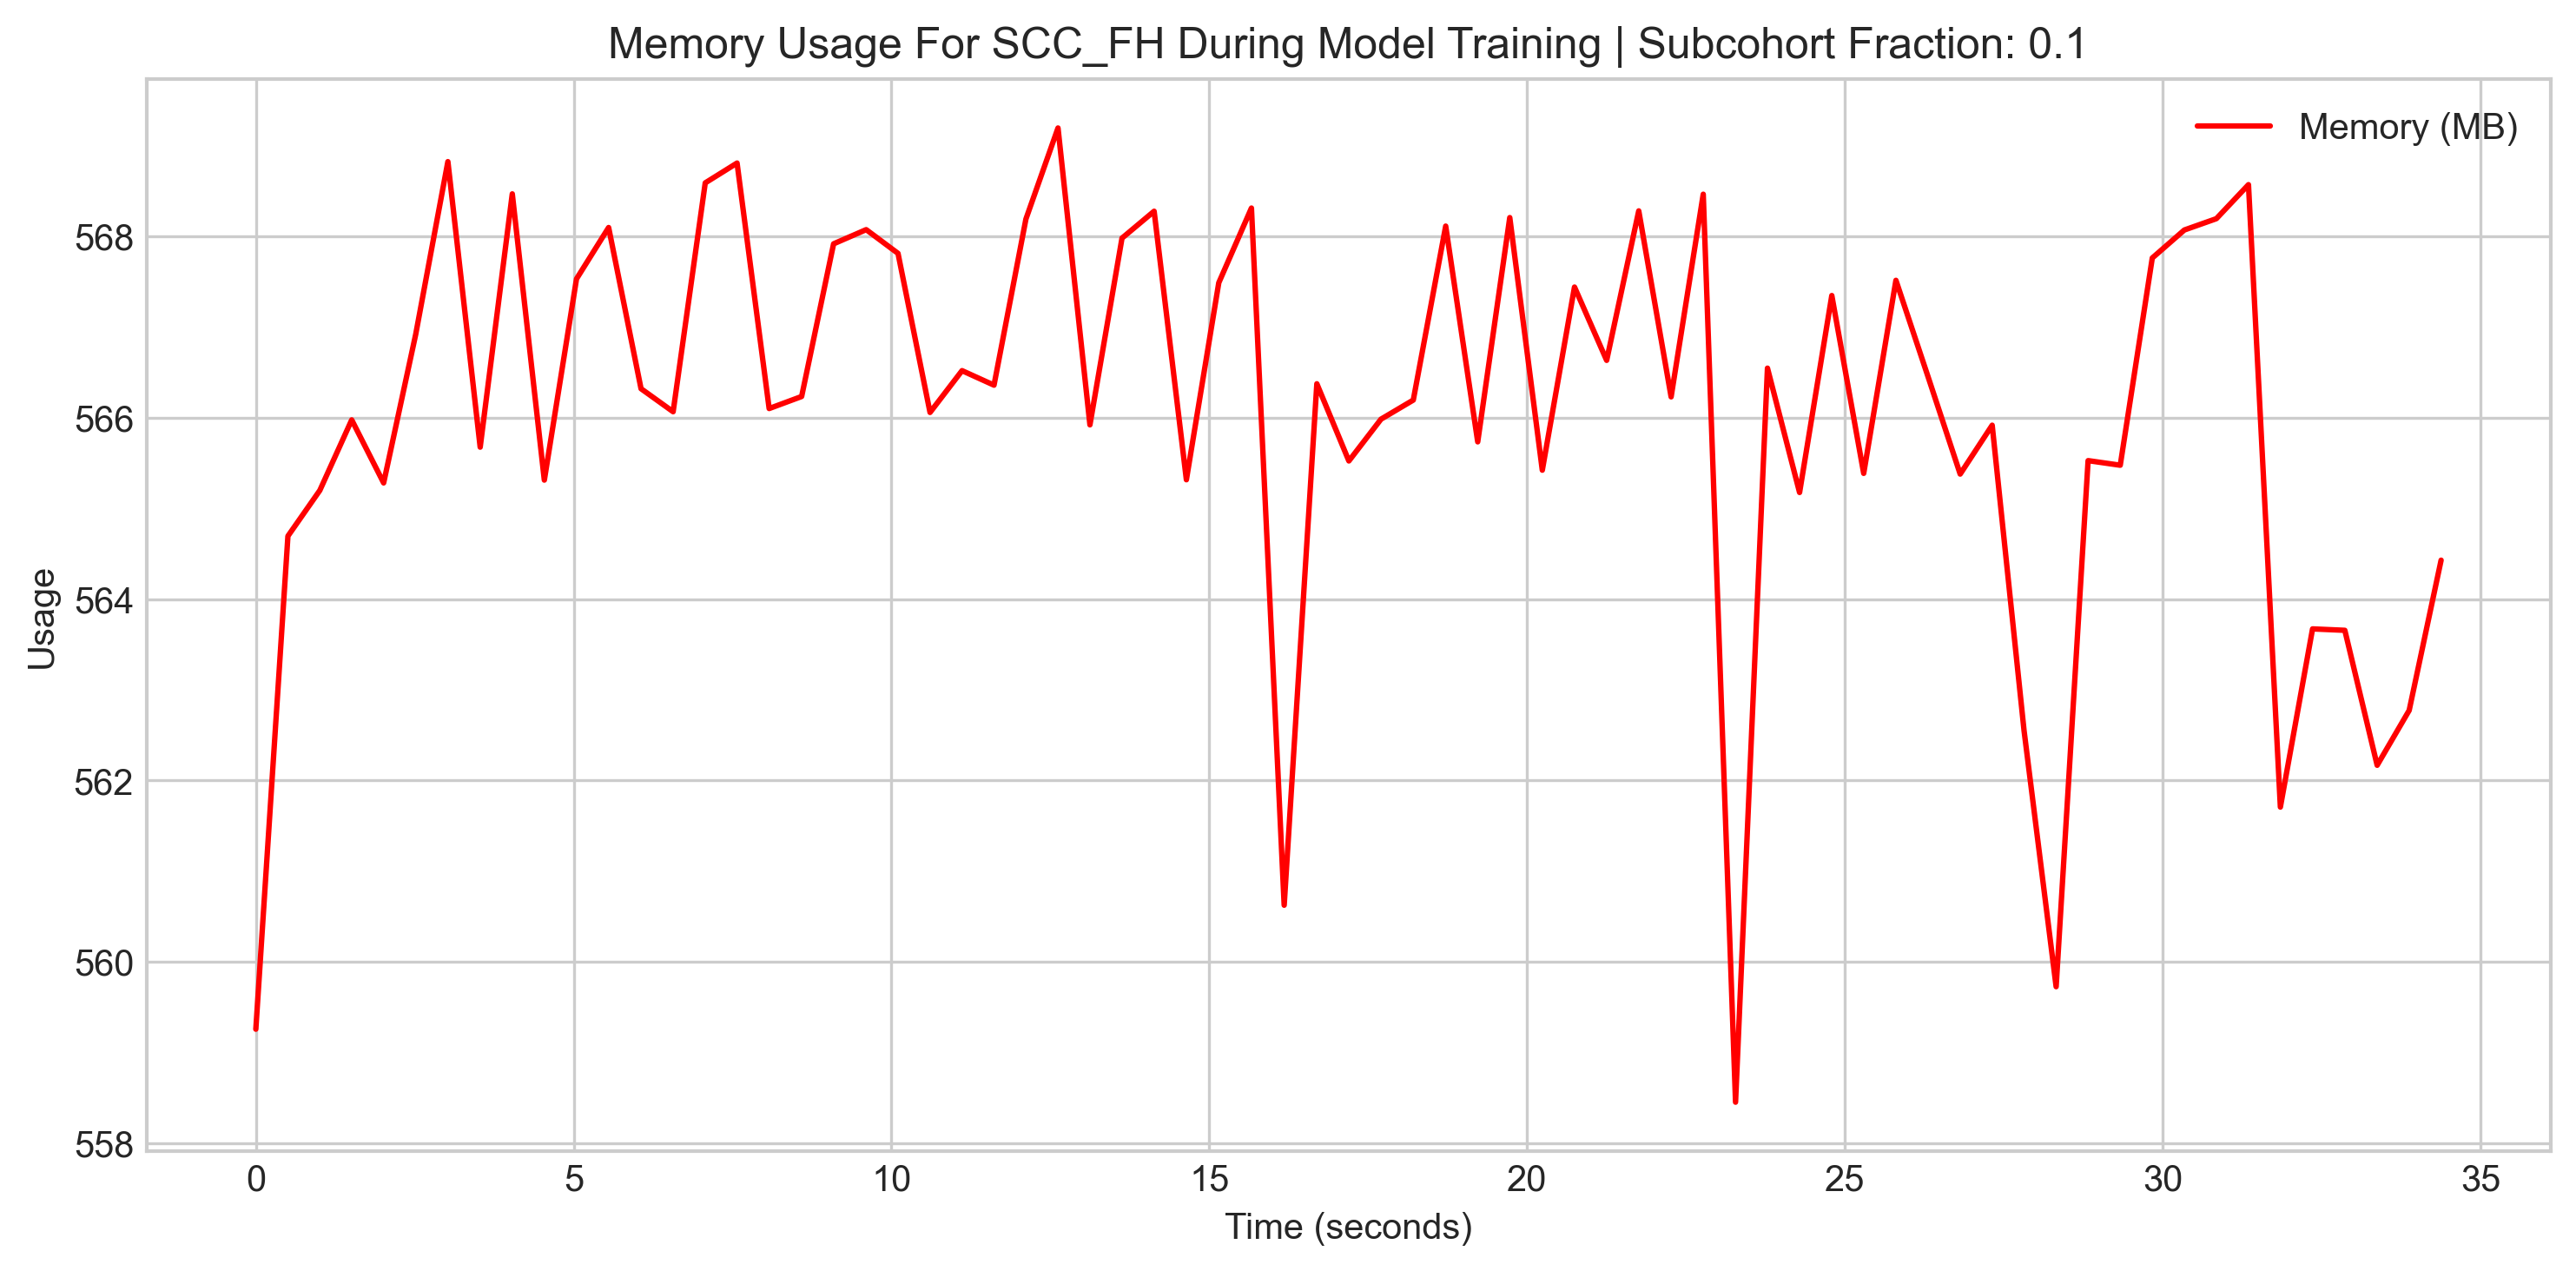 Memory Usage For SCC_FH During Model Training | Subcohort Fraction: 0.1
Memory (MB)
568
566
564
562
560
558
Usage
0 5 10 15 20 25 30 35
Time (seconds)